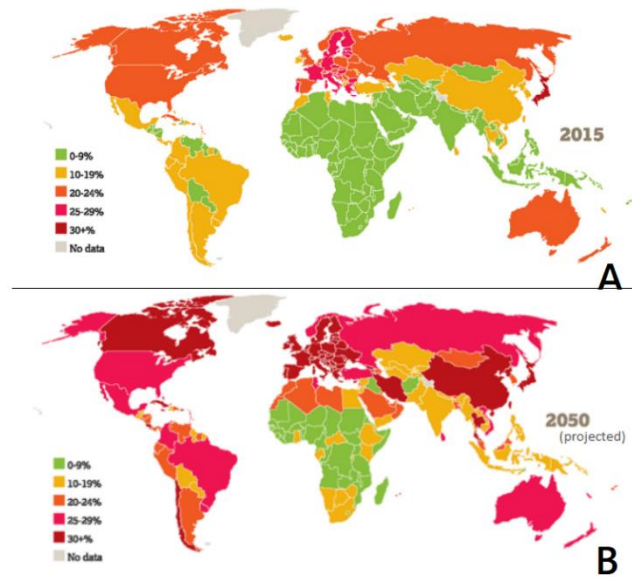 2015
0-9%
10-19%
20-24%
25-29%
30+%
No data
A
2050
(projected)
0-9%
10-19%
20-24%
25-29%
30+%
No data
B